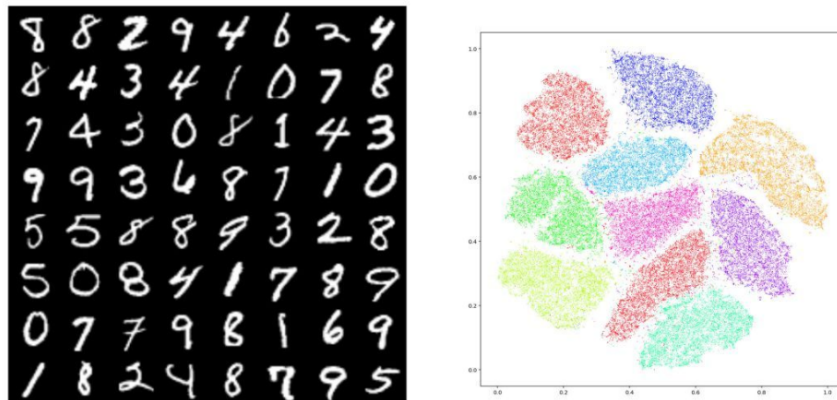 8 8 2 9 4 6 2 4
8 4 3 4 1 0 7 8
7 4 3 0 8 1 4 3
9 9 3 6 8 7 1 0
5 5 8 8 9 3 2 8
5 0 8 4 1 7 8 9
0 7 7 9 8 1 6 9
1 8 2 4 8 7 9 5
1.0
0.8
0.6
0.4
0.2
0.0
0.0 0.2 0.4 0.6 0.8 1.0